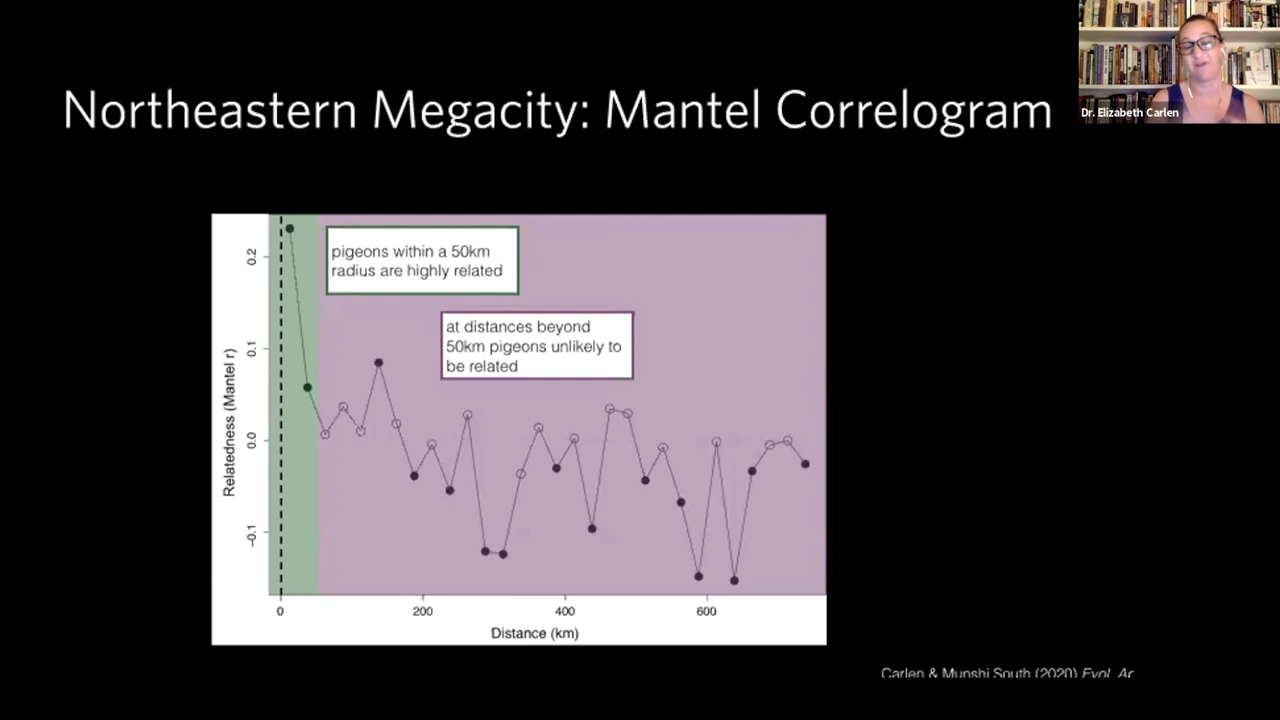 Northeastern Megacity: Mantel Correlogram
Dr. Elizabeth Carlen
pigeons within a 50km
radius are highly related
at distances beyond
50km pigeons unlikely to
be related
Relatedness (Mantel r)
0.2
0.1
0.0
-0.1
0
200
400
600
Distance (km)
Carlen & Munshi South (2020) Evol. Ap